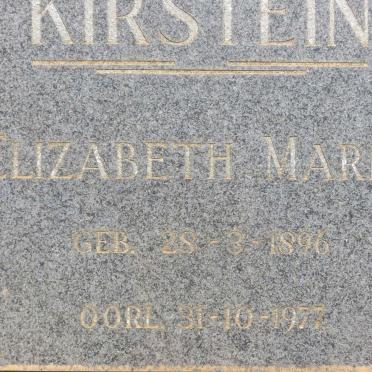 KIRSTEIN
ELIZABETH MAR
GEB. 28-3-1896
OORL. 31-10-1977